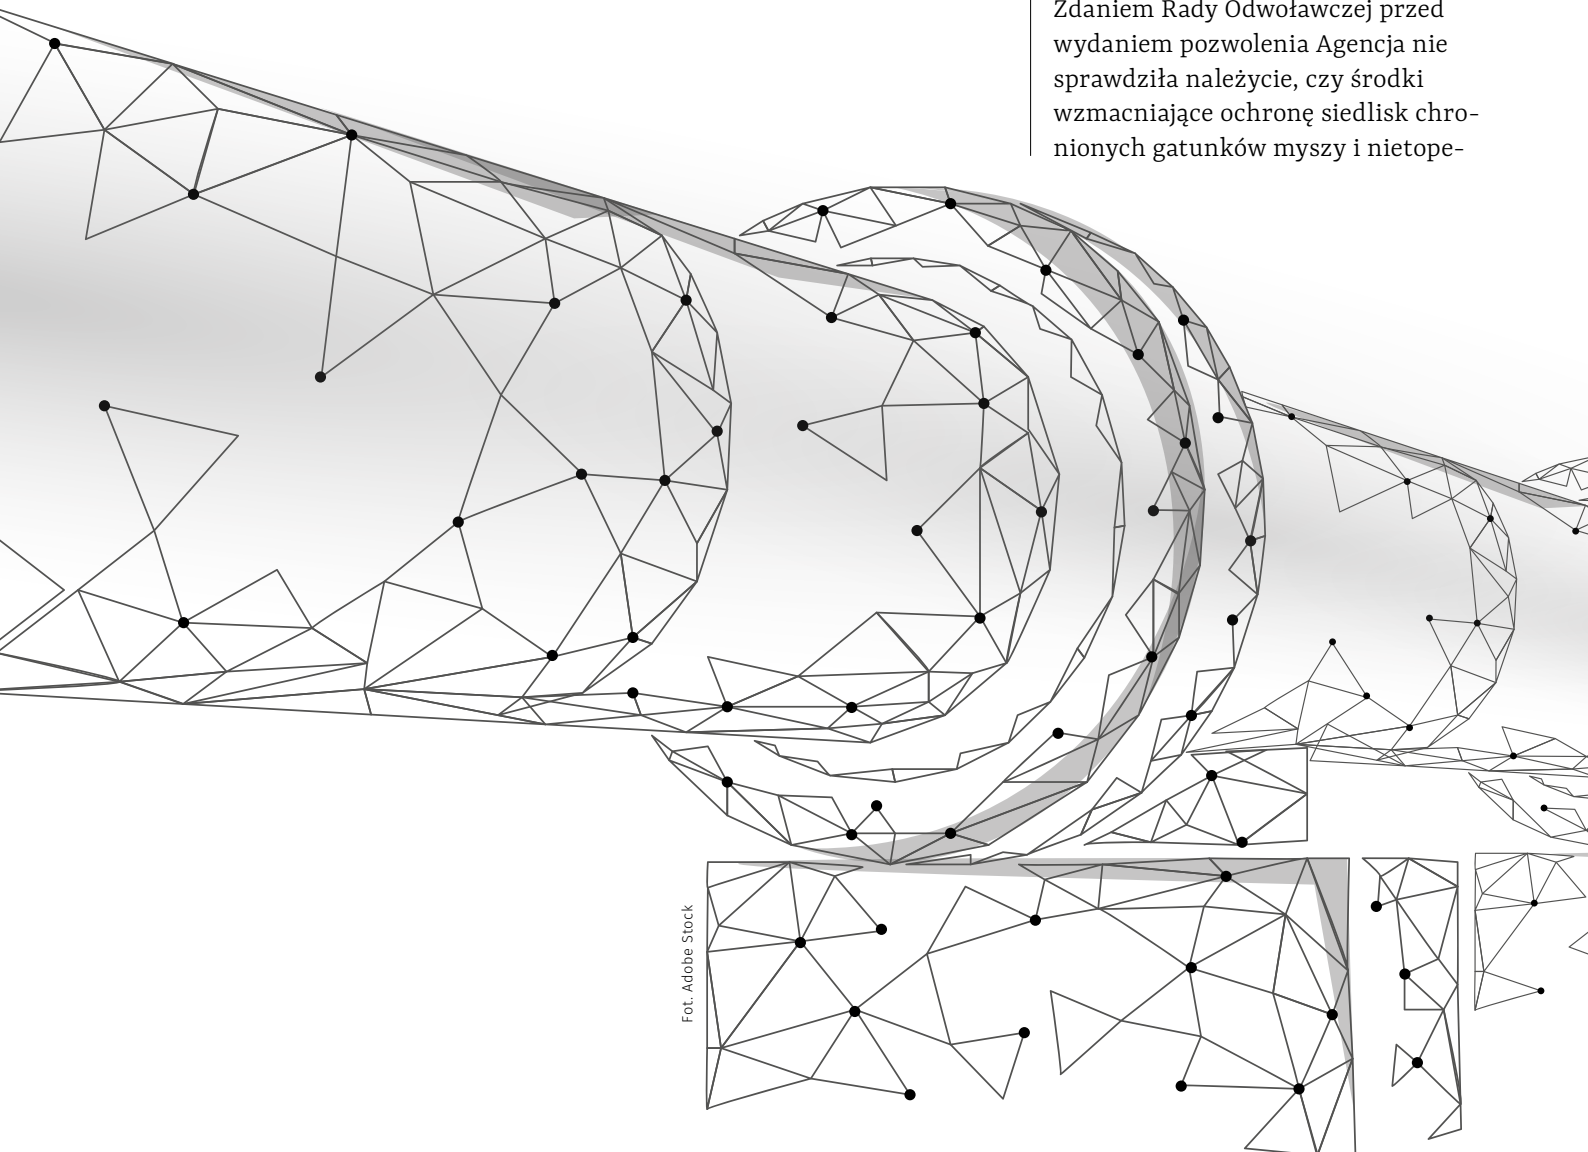 Zdaniem Rady Odwoławczej przed
wydaniem pozwolenia Agencja nie
sprawdziła należycie, czy środki
wzmacniające ochronę siedlisk chro-
nionych gatunków myszy i nietope-
Fot. Adobe Stock